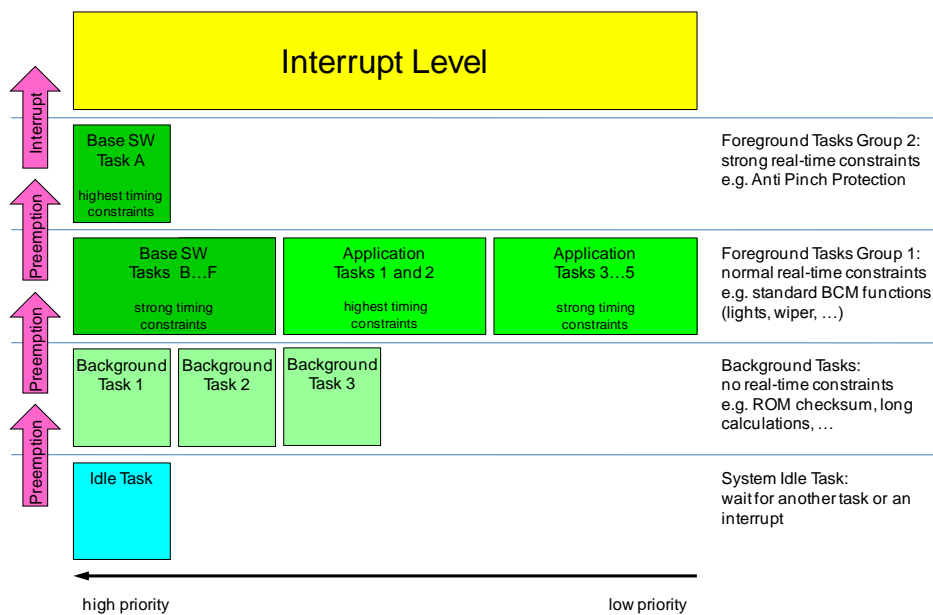 Interrupt Level
Interrupt
Base SW
Task A
highest timing
constraints
Foreground Tasks Group 2:
strong real-time constraints
e.g. Anti Pinch Protection
Preemption
Base SW
Tasks B...F
strong timing
constraints
Application
Tasks 1 and 2
highest timing
constraints
Application
Tasks 3...5
strong timing
constraints
Foreground Tasks Group 1:
normal real-time constraints
e.g. standard BCM functions
(lights, wiper, ...)
Preemption
Background
Task 1
Background
Task 2
Background
Task 3
Background Tasks:
no real-time constraints
e.g. ROM checksum, long
calculations, ...
Preemption
Idle Task
System Idle Task:
wait for another task or an
interrupt
high priority
low priority